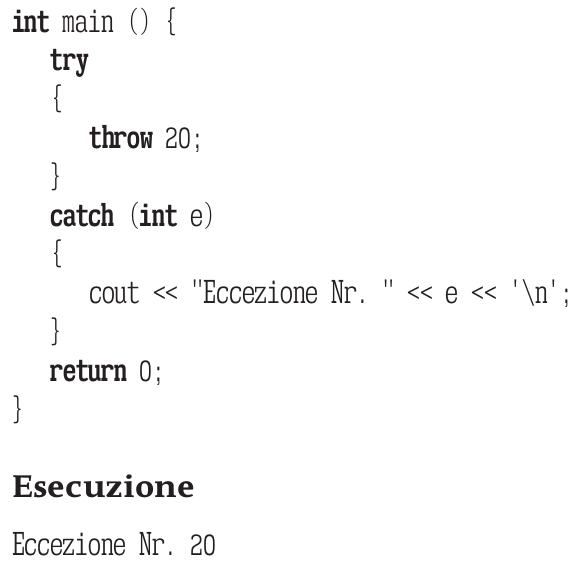 int main () {
try
{
throw 20;
}
catch (int e)
{
cout << "Eccezione Nr. " << e << '\n';
}
return 0;
}
Esecuzione
Eccezione Nr. 20